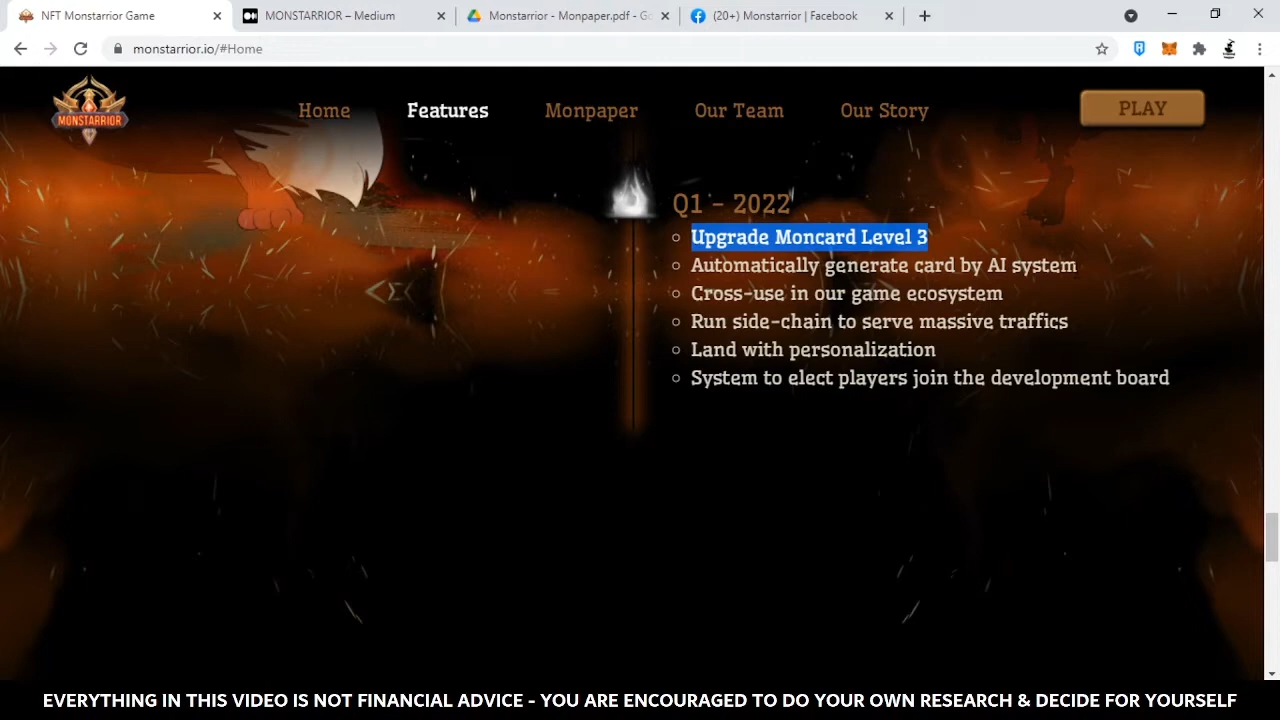 NFT Monstarrior Game
MONSTARRIOR – Medium
Monstarrior - Monpaper.pdf - Go
(20+) Monstarrior | Facebook
monstarrior.io/#Home
MONSTARRIOR
Home
Features
Monpaper
Our Team
Our Story
PLAY
Q1 - 2022
Upgrade Moncard Level 3
Automatically generate card by AI system
Cross-use in our game ecosystem
Run side-chain to serve massive traffics
Land with personalization
System to elect players join the development board
EVERYTHING IN THIS VIDEO IS NOT FINANCIAL ADVICE - YOU ARE ENCOURAGED TO DO YOUR OWN RESEARCH & DECIDE FOR YOURSELF